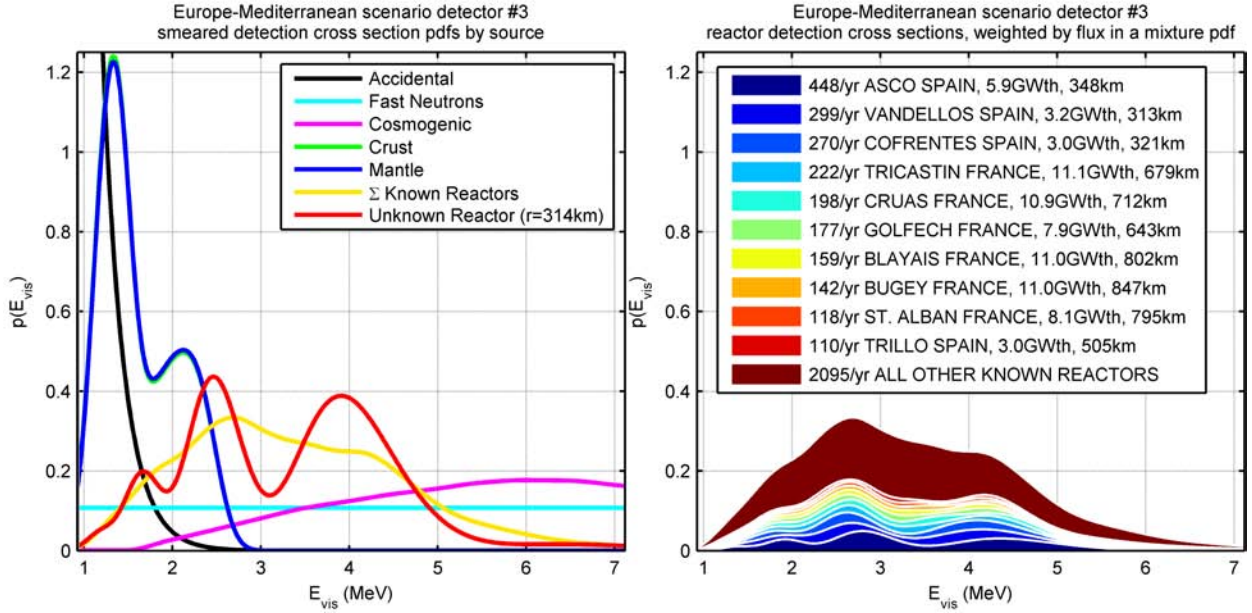 Europe-Mediterranean scenario detector #3
smeared detection cross section pdfs by source
1.2
1
0.8
0.6
0.4
0.2
0
p(E_vis)
Accidental
Fast Neutrons
Cosmogenic
Crust
Mantle
Σ Known Reactors
Unknown Reactor (r=314km)
1 2 3 4 5 6 7
E_vis (MeV)
Europe-Mediterranean scenario detector #3
reactor detection cross sections, weighted by flux in a mixture pdf
1.2
1
0.8
0.6
0.4
0.2
0
p(E_vis)
448/yr ASCO SPAIN, 5.9GWth, 348km
299/yr VANDELLOS SPAIN, 3.2GWth, 313km
270/yr COFRENTES SPAIN, 3.0GWth, 321km
222/yr TRICASTIN FRANCE, 11.1GWth, 679km
198/yr CRUAS FRANCE, 10.9GWth, 712km
177/yr GOLFECH FRANCE, 7.9GWth, 643km
159/yr BLAYAIS FRANCE, 11.0GWth, 802km
142/yr BUGEY FRANCE, 11.0GWth, 847km
118/yr ST. ALBAN FRANCE, 8.1GWth, 795km
110/yr TRILLO SPAIN, 3.0GWth, 505km
2095/yr ALL OTHER KNOWN REACTORS
1 2 3 4 5 6 7
E_vis (MeV)